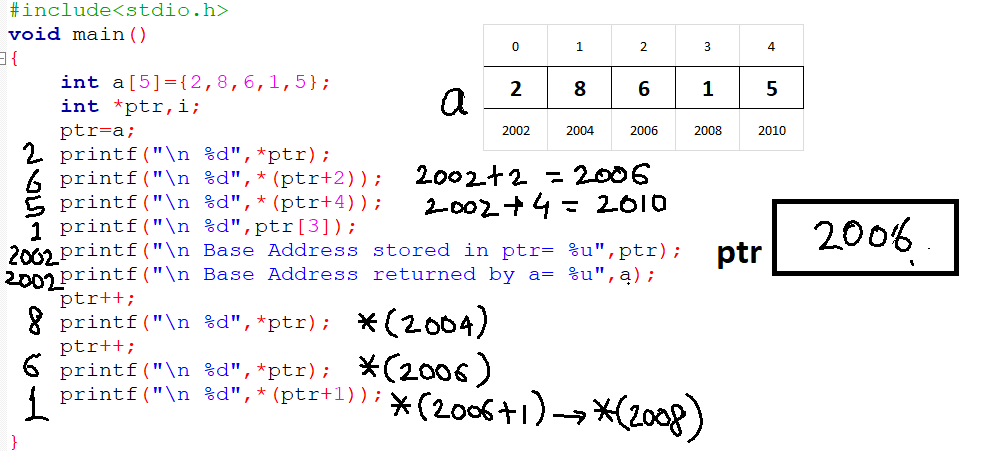 #include<stdio.h>
void main()
{
int a[5]={2,8,6,1,5};
int *ptr,i;
ptr=a;
2 printf("\n %d",*ptr);
6 printf("\n %d",*(ptr+2)); 2002+2 = 2006
5 printf("\n %d",*(ptr+4)); 2002+4 = 2010
1 printf("\n %d",ptr[3]);
2002 printf("\n Base Address stored in ptr= %u",ptr);
2002 printf("\n Base Address returned by a= %u",a);
ptr++;
8 printf("\n %d",*ptr); *(2004)
ptr++;
6 printf("\n %d",*ptr); *(2006)
1 printf("\n %d",*(ptr+1)); *(2006+1)→*(2008)
}
0 1 2 3 4
a 2 8 6 1 5
2002 2004 2006 2008 2010
ptr 2006